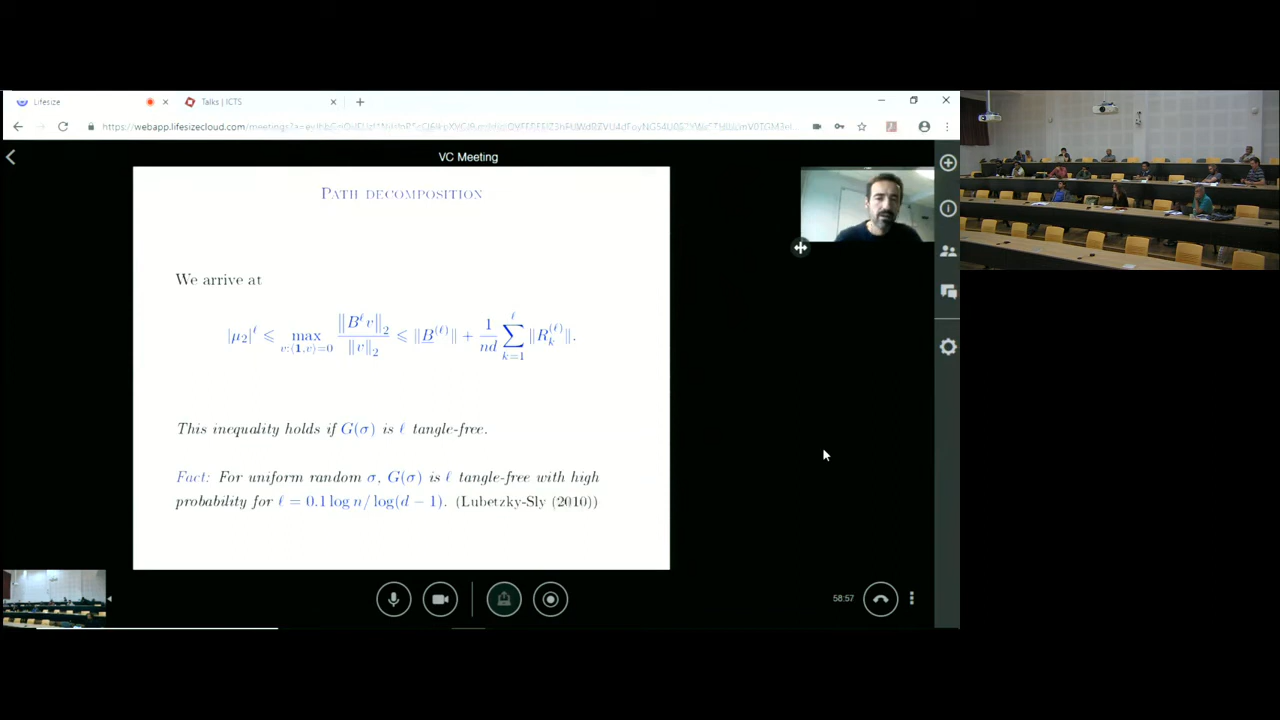 Lifesize
Talks | ICTS
VC Meeting
PATH DECOMPOSITION
We arrive at
|μ₂|^ℓ ⩽ max_{v:⟨1,v⟩=0} ‖B^ℓ v‖₂ / ‖v‖₂ ⩽ ‖B̲^{(ℓ)}‖ + 1/(nd) ∑_{k=1}^{ℓ} ‖R_k^{(ℓ)}‖.
This inequality holds if G(σ) is ℓ tangle-free.
Fact: For uniform random σ, G(σ) is ℓ tangle-free with high
probability for ℓ = 0.1 log n/ log(d − 1). (Lubetzky-Sly (2010))
58:57